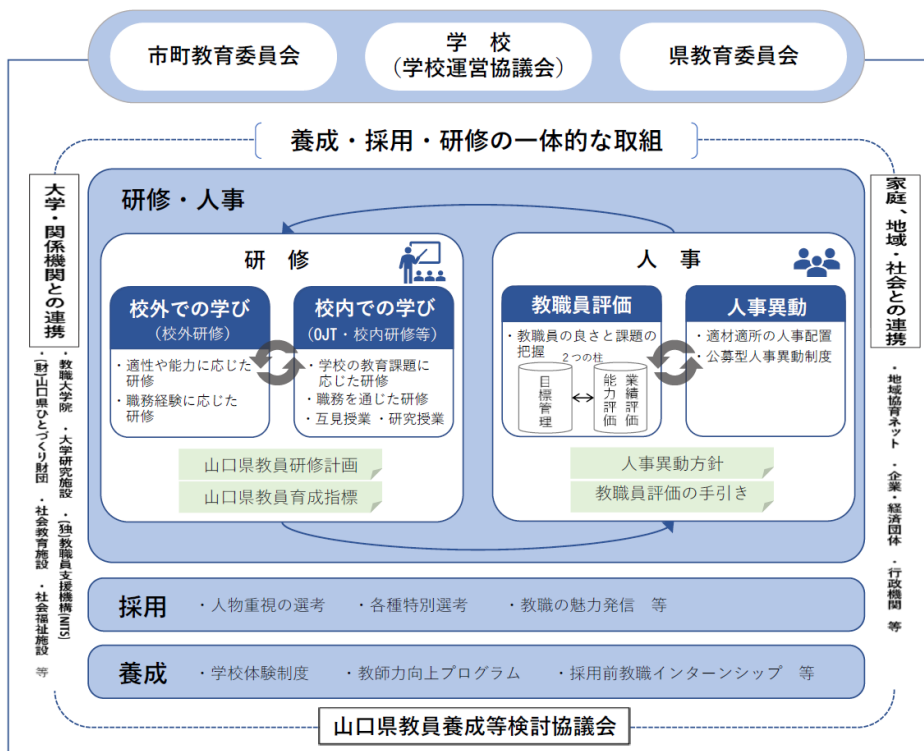 市町教育委員会
学　校
（学校運営協議会）
県教育委員会
養成・採用・研修の一体的な取組
大学・関係機関との連携
・教職大学院　・大学研究施設　・(独)教職員支援機構(NITS)
・(財)山口県ひとづくり財団　・社会教育施設　・社会福祉施設　等
研修・人事
研　修
校外での学び
（校外研修）
・適性や能力に応じた
研修
・職務経験に応じた
研修
校内での学び
（OJT・校内研修等）
・学校の教育課題に
応じた研修
・職務を通じた研修
・互見授業 ・研究授業
山口県教員研修計画
山口県教員育成指標
人　事
教職員評価
・教職員の良さと課題の
把握
２つの柱
目標管理
業績評価
能力評価
人事異動
・適材適所の人事配置
・公募型人事異動制度
人事異動方針
教職員評価の手引き
家庭、地域・社会との連携
・地域協育ネット　・企業・経済団体　・行政機関　等
採用
・人物重視の選考
・各種特別選考
・教職の魅力発信　等
養成
・学校体験制度
・教師力向上プログラム
・採用前教職インターンシップ　等
山口県教員養成等検討協議会